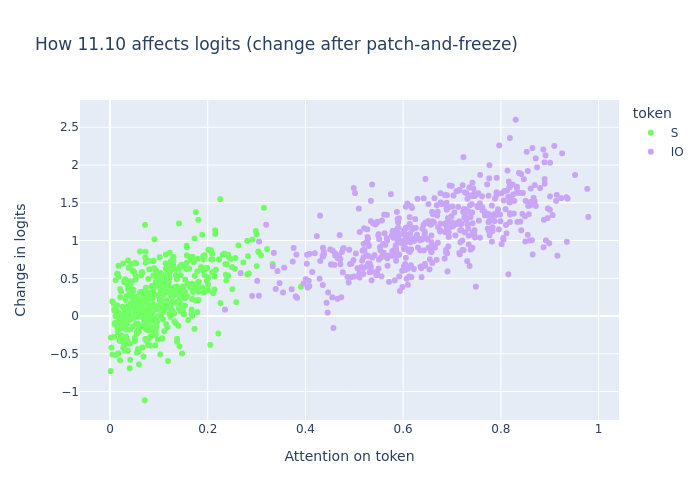 How 11.10 affects logits (change after patch-and-freeze)
token
S
IO
2.5
2
1.5
1
0.5
0
−0.5
−1
Change in logits
0
0.2
0.4
0.6
0.8
1
Attention on token